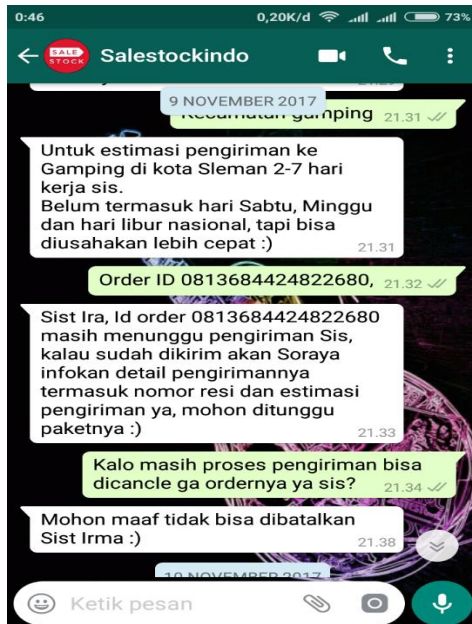 0:46 0,20K/d 73%
SALE STOCK Salestockindo
9 NOVEMBER 2017
Kecamatan gamping 21.31
Untuk estimasi pengiriman ke
Gamping di kota Sleman 2-7 hari
kerja sis.
Belum termasuk hari Sabtu, Minggu
dan hari libur nasional, tapi bisa
diusahakan lebih cepat :) 21.31
Order ID 0813684424822680, 21.32
Sist Ira, Id order 0813684424822680
masih menunggu pengiriman Sis,
kalau sudah dikirim akan Soraya
infokan detail pengirimannya
termasuk nomor resi dan estimasi
pengiriman ya, mohon ditunggu
paketnya :) 21.33
Kalo masih proses pengiriman bisa
dicancle ga ordernya ya sis? 21.34
Mohon maaf tidak bisa dibatalkan
Sist Irma :) 21.38
10 NOVEMBER 2017
Ketik pesan